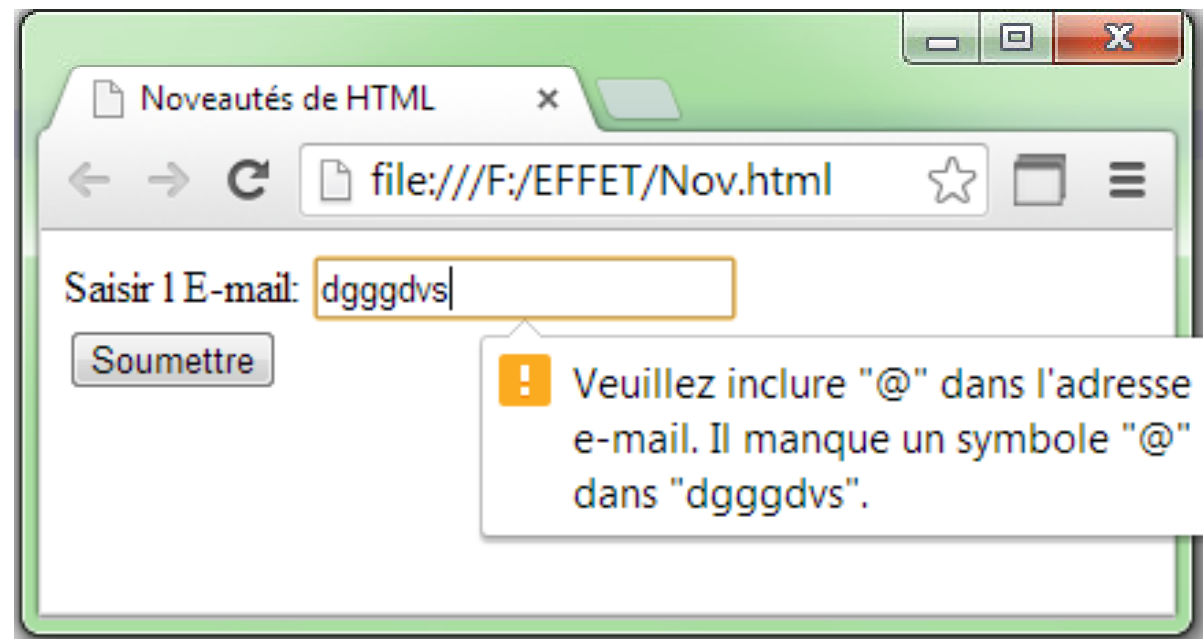 Noveautés de HTML
file:///F:/EFFET/Nov.html
Saisir l E-mail: dgggdvs
Soumettre
Veuillez inclure "@" dans l'adresse
e-mail. Il manque un symbole "@"
dans "dgggdvs".